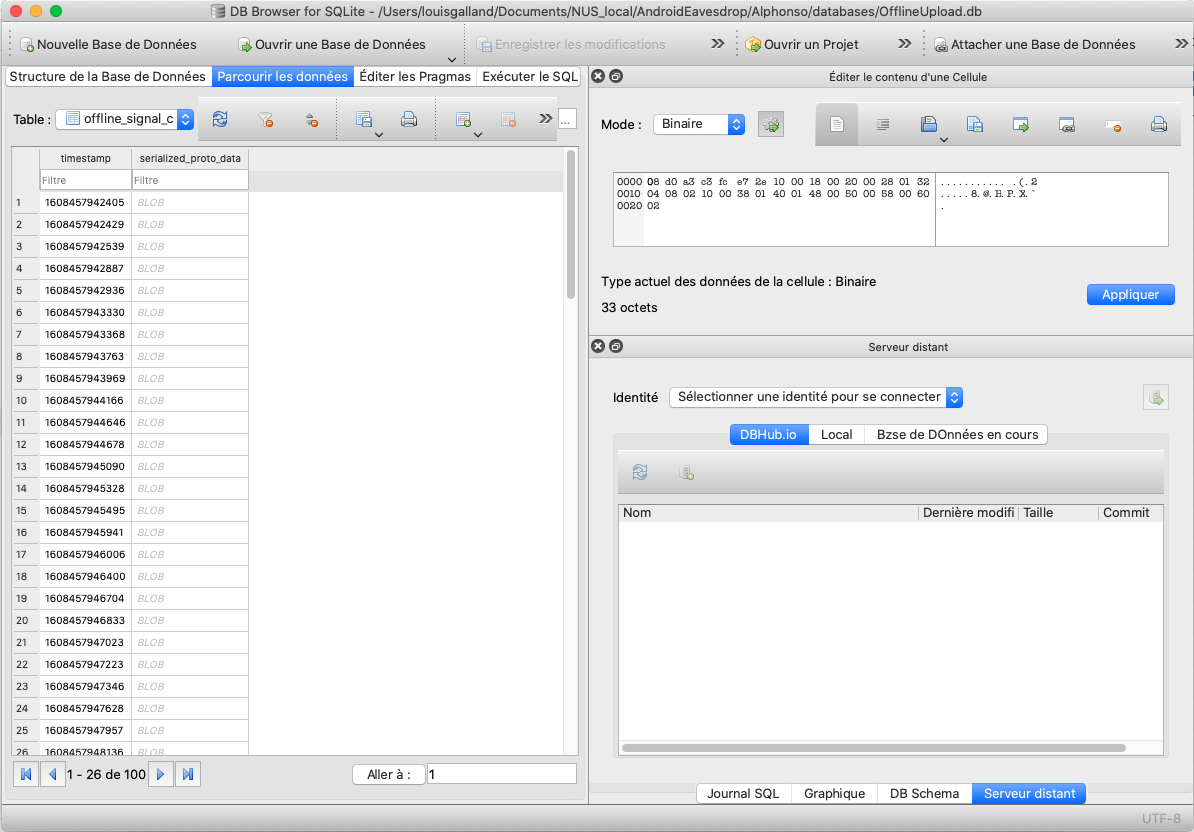 DB Browser for SQLite - /Users/louisgalland/Documents/NUS_local/AndroidEavesdrop/Alphonso/databases/OfflineUpload.db
Nouvelle Base de Données Ouvrir une Base de Données Enregistrer les modifications » Ouvrir un Projet » Attacher une Base de Données »
Structure de la Base de Données Parcourir les données Éditer les Pragmas Exécuter le SQL
Table : offline_signal_c » ...
timestamp serialized_proto_data
Filtre Filtre
1 1608457942405 BLOB
2 1608457942429 BLOB
3 1608457942539 BLOB
4 1608457942887 BLOB
5 1608457942936 BLOB
6 1608457943330 BLOB
7 1608457943368 BLOB
8 1608457943763 BLOB
9 1608457943969 BLOB
10 1608457944166 BLOB
11 1608457944646 BLOB
12 1608457944678 BLOB
13 1608457945090 BLOB
14 1608457945328 BLOB
15 1608457945495 BLOB
16 1608457945941 BLOB
17 1608457946006 BLOB
18 1608457946400 BLOB
19 1608457946704 BLOB
20 1608457946833 BLOB
21 1608457947023 BLOB
22 1608457947223 BLOB
23 1608457947346 BLOB
24 1608457947628 BLOB
25 1608457947957 BLOB
26 1608457948136 BLOB
1 - 26 de 100 Aller à : 1
Éditer le contenu d'une Cellule
Mode : Binaire
0000 08 d0 a3 c3 fc e7 2e 10 00 18 00 20 00 28 01 32 ........... .(.2
0010 04 08 02 10 00 38 01 40 01 48 00 50 00 58 00 60 .....8.@.H.P.X.`
0020 02 .
Type actuel des données de la cellule : Binaire
33 octets
Appliquer
Serveur distant
Identité Sélectionner une identité pour se connecter
DBHub.io Local Bzse de DOnnées en cours
Nom Dernière modifi Taille Commit
Journal SQL Graphique DB Schema Serveur distant
UTF-8